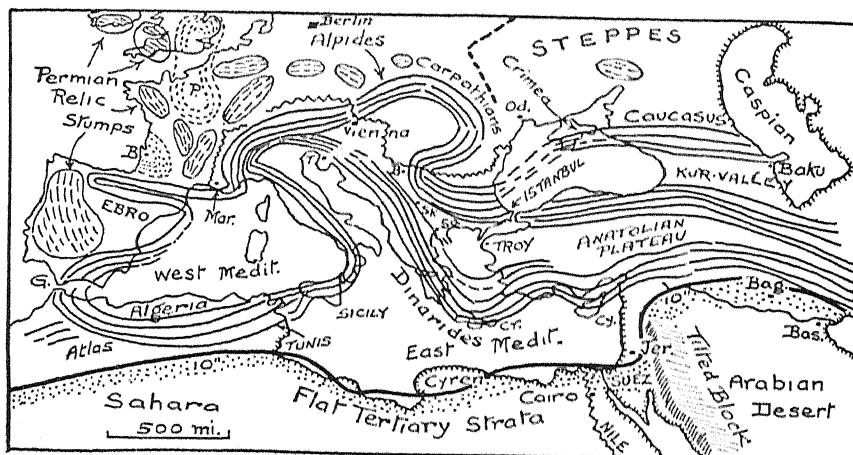 Berlin
Alpides
STEPPES
Permian
Relic
Stumps
P.
Carpathians
Crimea
Od.
Caspian
CAUCASUS
Vienna
B.
T.
B.
ISTANBUL
Baku
KUR. VALLEY
EBRO
Mar.
Sk
Sa.
TROY
ANATOLIAN
PLATEAU
G.
West Medit.
Algeria
SICILY
Dinarides
Cr.
Cy.
10"
Bag.
Bas.
Atlas
TUNIS
East Medit.
Jer.
10"
Cyren
Cairo
SUEZ
Tilted Block
Arabian
Desert
Sahara
Flat Tertiary Strata
500 mi.
NILE